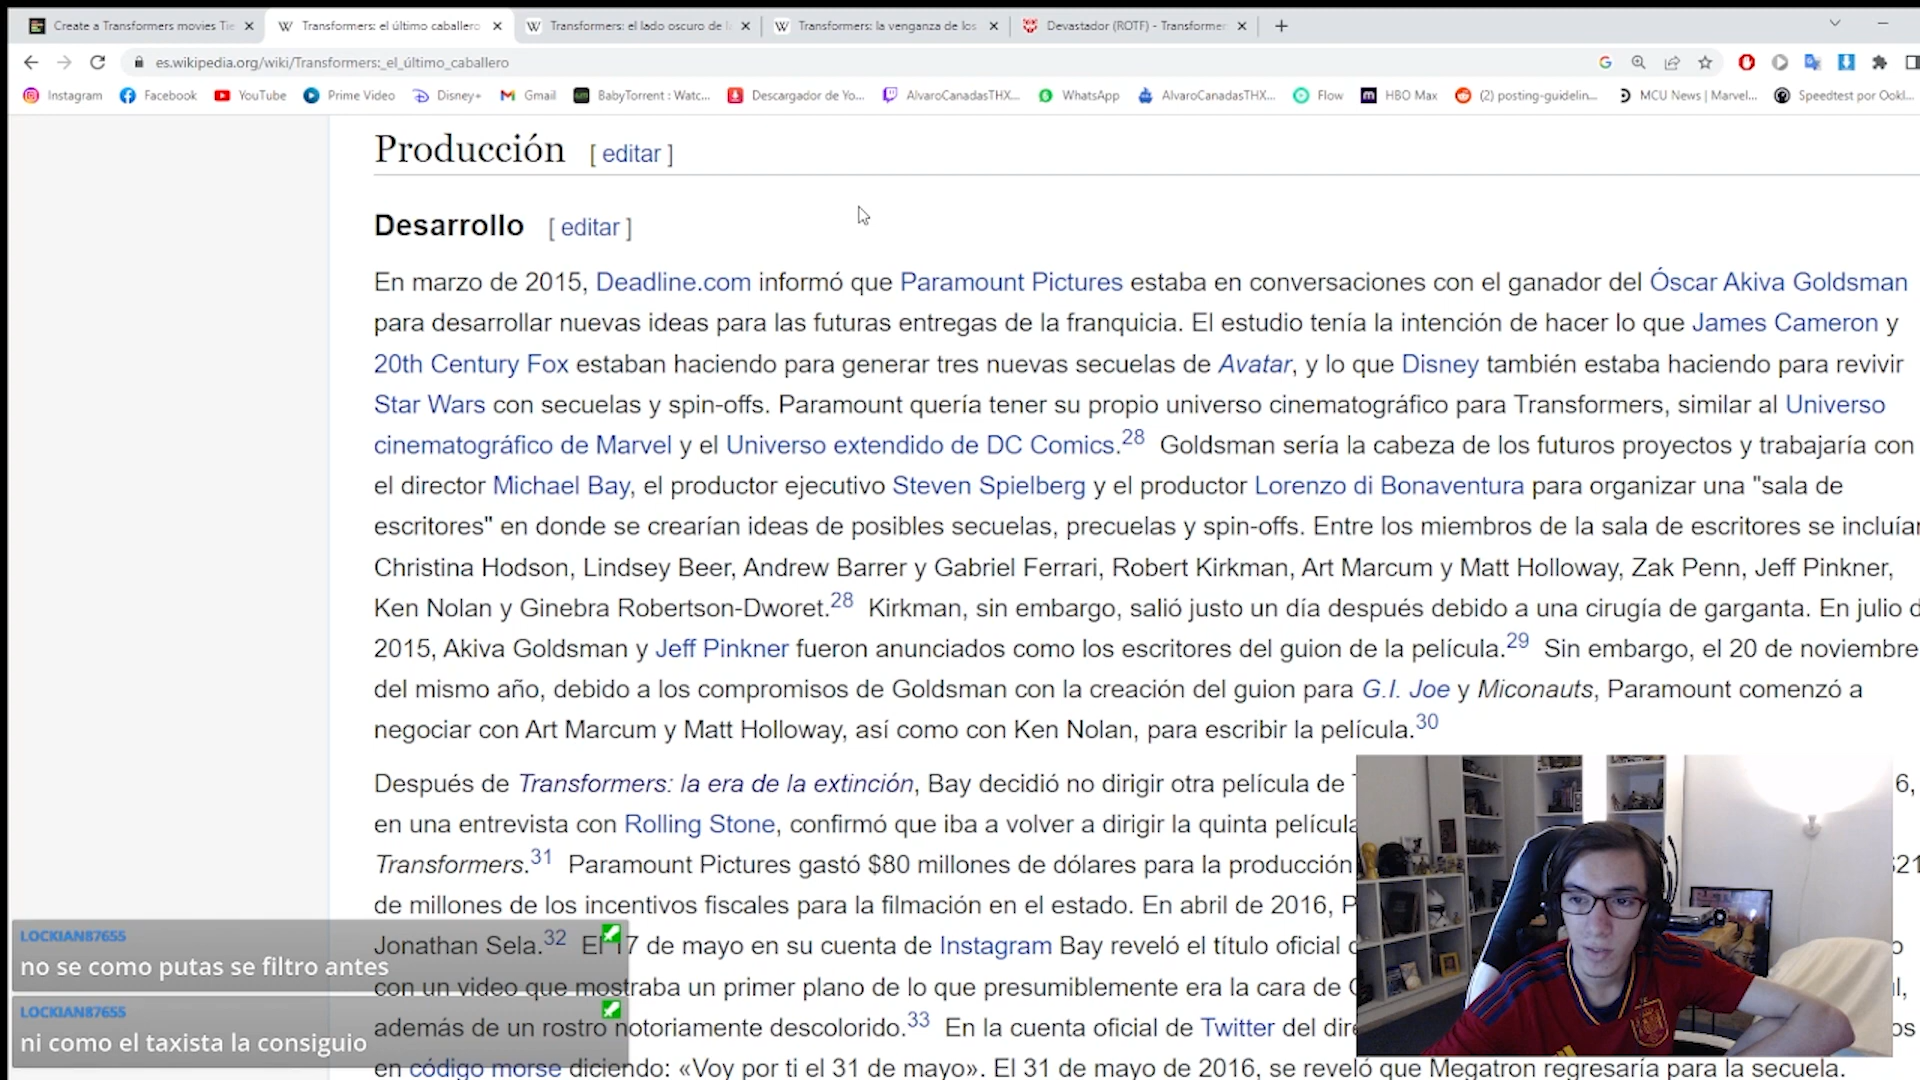 Create a Transformers movies Tie
Transformers: el último caballero
Transformers: el lado oscuro de l
Transformers: la venganza de los
Devastador (ROTF) - Transformer
es.wikipedia.org/wiki/Transformers:_el_último_caballero
Instagram
Facebook
YouTube
Prime Video
Disney+
Gmail
BabyTorrent : Watc...
Descargador de Yo...
AlvaroCanadasTHX...
WhatsApp
AlvaroCanadasTHX...
Flow
HBO Max
(2) posting-guidelin...
MCU News | Marvel...
Speedtest por Ookl...
Producción [ editar ]
Desarrollo [ editar ]
En marzo de 2015, Deadline.com informó que Paramount Pictures estaba en conversaciones con el ganador del Óscar Akiva Goldsman
para desarrollar nuevas ideas para las futuras entregas de la franquicia. El estudio tenía la intención de hacer lo que James Cameron y
20th Century Fox estaban haciendo para generar tres nuevas secuelas de Avatar, y lo que Disney también estaba haciendo para revivir
Star Wars con secuelas y spin-offs. Paramount quería tener su propio universo cinematográfico para Transformers, similar al Universo
cinematográfico de Marvel y el Universo extendido de DC Comics.28 Goldsman sería la cabeza de los futuros proyectos y trabajaría con
el director Michael Bay, el productor ejecutivo Steven Spielberg y el productor Lorenzo di Bonaventura para organizar una "sala de
escritores" en donde se crearían ideas de posibles secuelas, precuelas y spin-offs. Entre los miembros de la sala de escritores se incluían
Christina Hodson, Lindsey Beer, Andrew Barrer y Gabriel Ferrari, Robert Kirkman, Art Marcum y Matt Holloway, Zak Penn, Jeff Pinkner,
Ken Nolan y Ginebra Robertson-Dworet.28 Kirkman, sin embargo, salió justo un día después debido a una cirugía de garganta. En julio d
2015, Akiva Goldsman y Jeff Pinkner fueron anunciados como los escritores del guion de la película.29 Sin embargo, el 20 de noviembre
del mismo año, debido a los compromisos de Goldsman con la creación del guion para G.I. Joe y Miconauts, Paramount comenzó a
negociar con Art Marcum y Matt Holloway, así como con Ken Nolan, para escribir la película.30
Después de Transformers: la era de la extinción, Bay decidió no dirigir otra película de T 6,
en una entrevista con Rolling Stone, confirmó que iba a volver a dirigir la quinta película
Transformers.31 Paramount Pictures gastó $80 millones de dólares para la producción $21
de millones de los incentivos fiscales para la filmación en el estado. En abril de 2016, P
Jonathan Sela.32 El 17 de mayo en su cuenta de Instagram Bay reveló el título oficial
con un video que mostraba un primer plano de lo que presumiblemente era la cara de
además de un rostro notoriamente descolorido.33 En la cuenta oficial de Twitter del dire os
en código morse diciendo: «Voy por ti el 31 de mayo». El 31 de mayo de 2016, se reveló que Megatron regresaría para la secuela.
LOCKIAN87655
no se como putas se filtro antes
LOCKIAN87655
ni como el taxista la consiguio